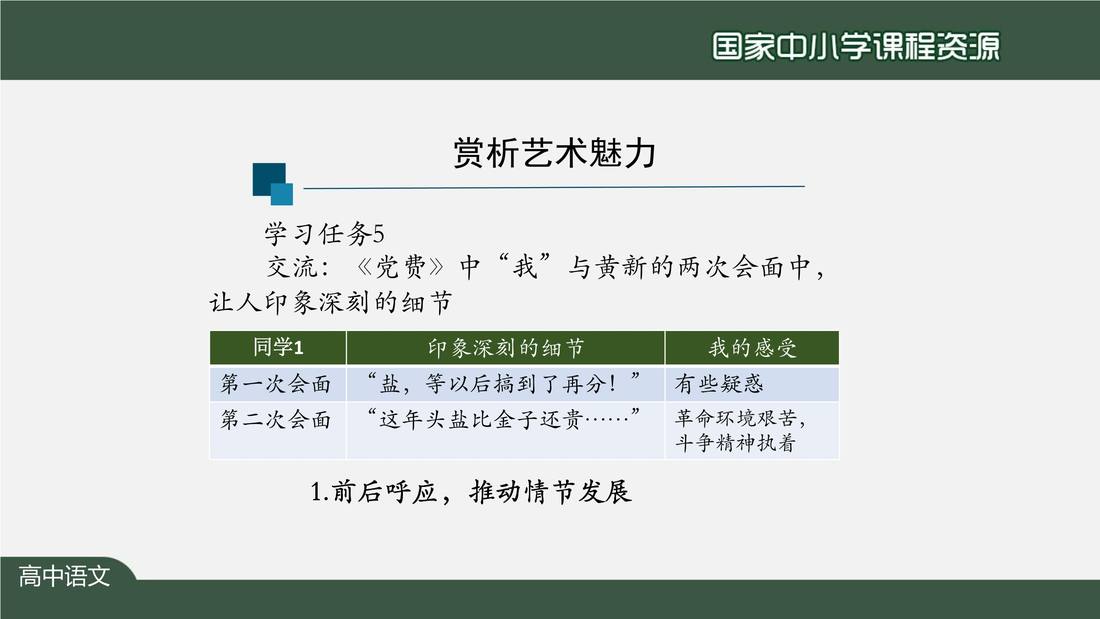 国家中小学课程资源
赏析艺术魅力
学习任务5
交流：《党费》中“我”与黄新的两次会面中，
让人印象深刻的细节
同学1 印象深刻的细节 我的感受
第一次会面 “盐，等以后搞到了再分！” 有些疑惑
第二次会面 “这年头盐比金子还贵……” 革命环境艰苦，
斗争精神执着
1.前后呼应，推动情节发展
高中语文